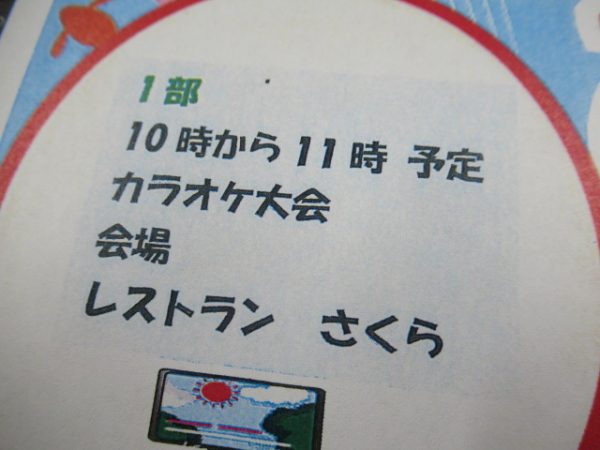 1部
10時から11時 予定
カラオケ大会
会場
レストラン さくら